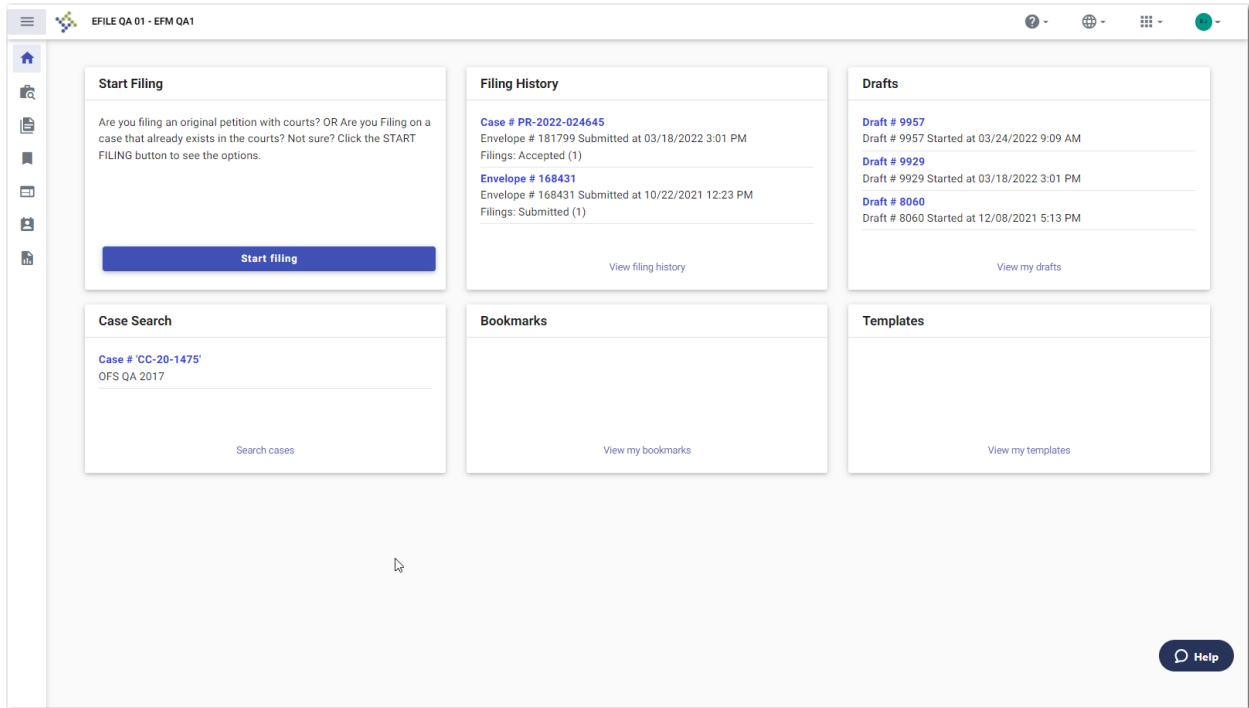 EFILE QA 01 - EFM QA1
Start Filing
Are you filing an original petition with courts? OR Are you Filing on a
case that already exists in the courts? Not sure? Click the START
FILING button to see the options.
Start filing
Filing History
Case # PR-2022-024645
Envelope # 181799 Submitted at 03/18/2022 3:01 PM
Filings: Accepted (1)
Envelope # 168431
Envelope # 168431 Submitted at 10/22/2021 12:23 PM
Filings: Submitted (1)
View filing history
Drafts
Draft # 9957
Draft # 9957 Started at 03/24/2022 9:09 AM
Draft # 9929
Draft # 9929 Started at 03/18/2022 3:01 PM
Draft # 8060
Draft # 8060 Started at 12/08/2021 5:13 PM
View my drafts
Case Search
Case # 'CC-20-1475'
OFS QA 2017
Search cases
Bookmarks
View my bookmarks
Templates
View my templates
Help